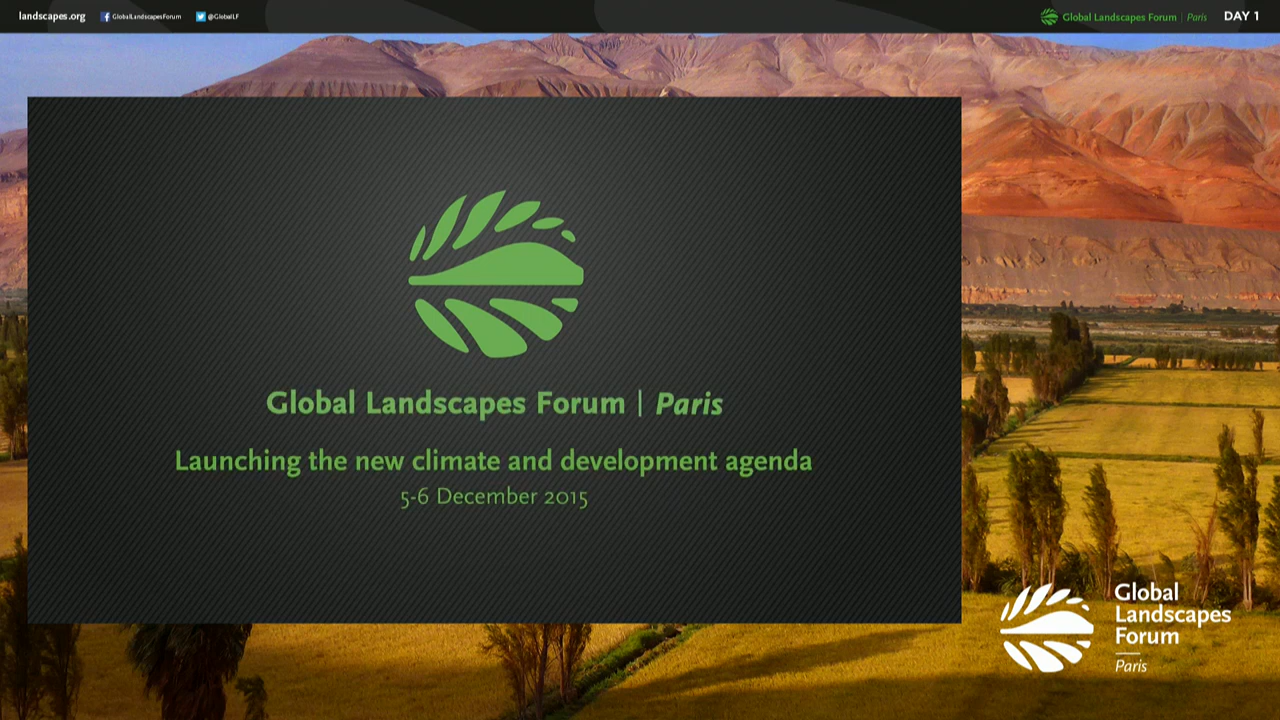 landscapes.org GlobalLandscapesForum @GlobalLF Global Landscapes Forum | Paris DAY 1
Global Landscapes Forum | Paris
Launching the new climate and development agenda
5-6 December 2015
Global
Landscapes
Forum
Paris